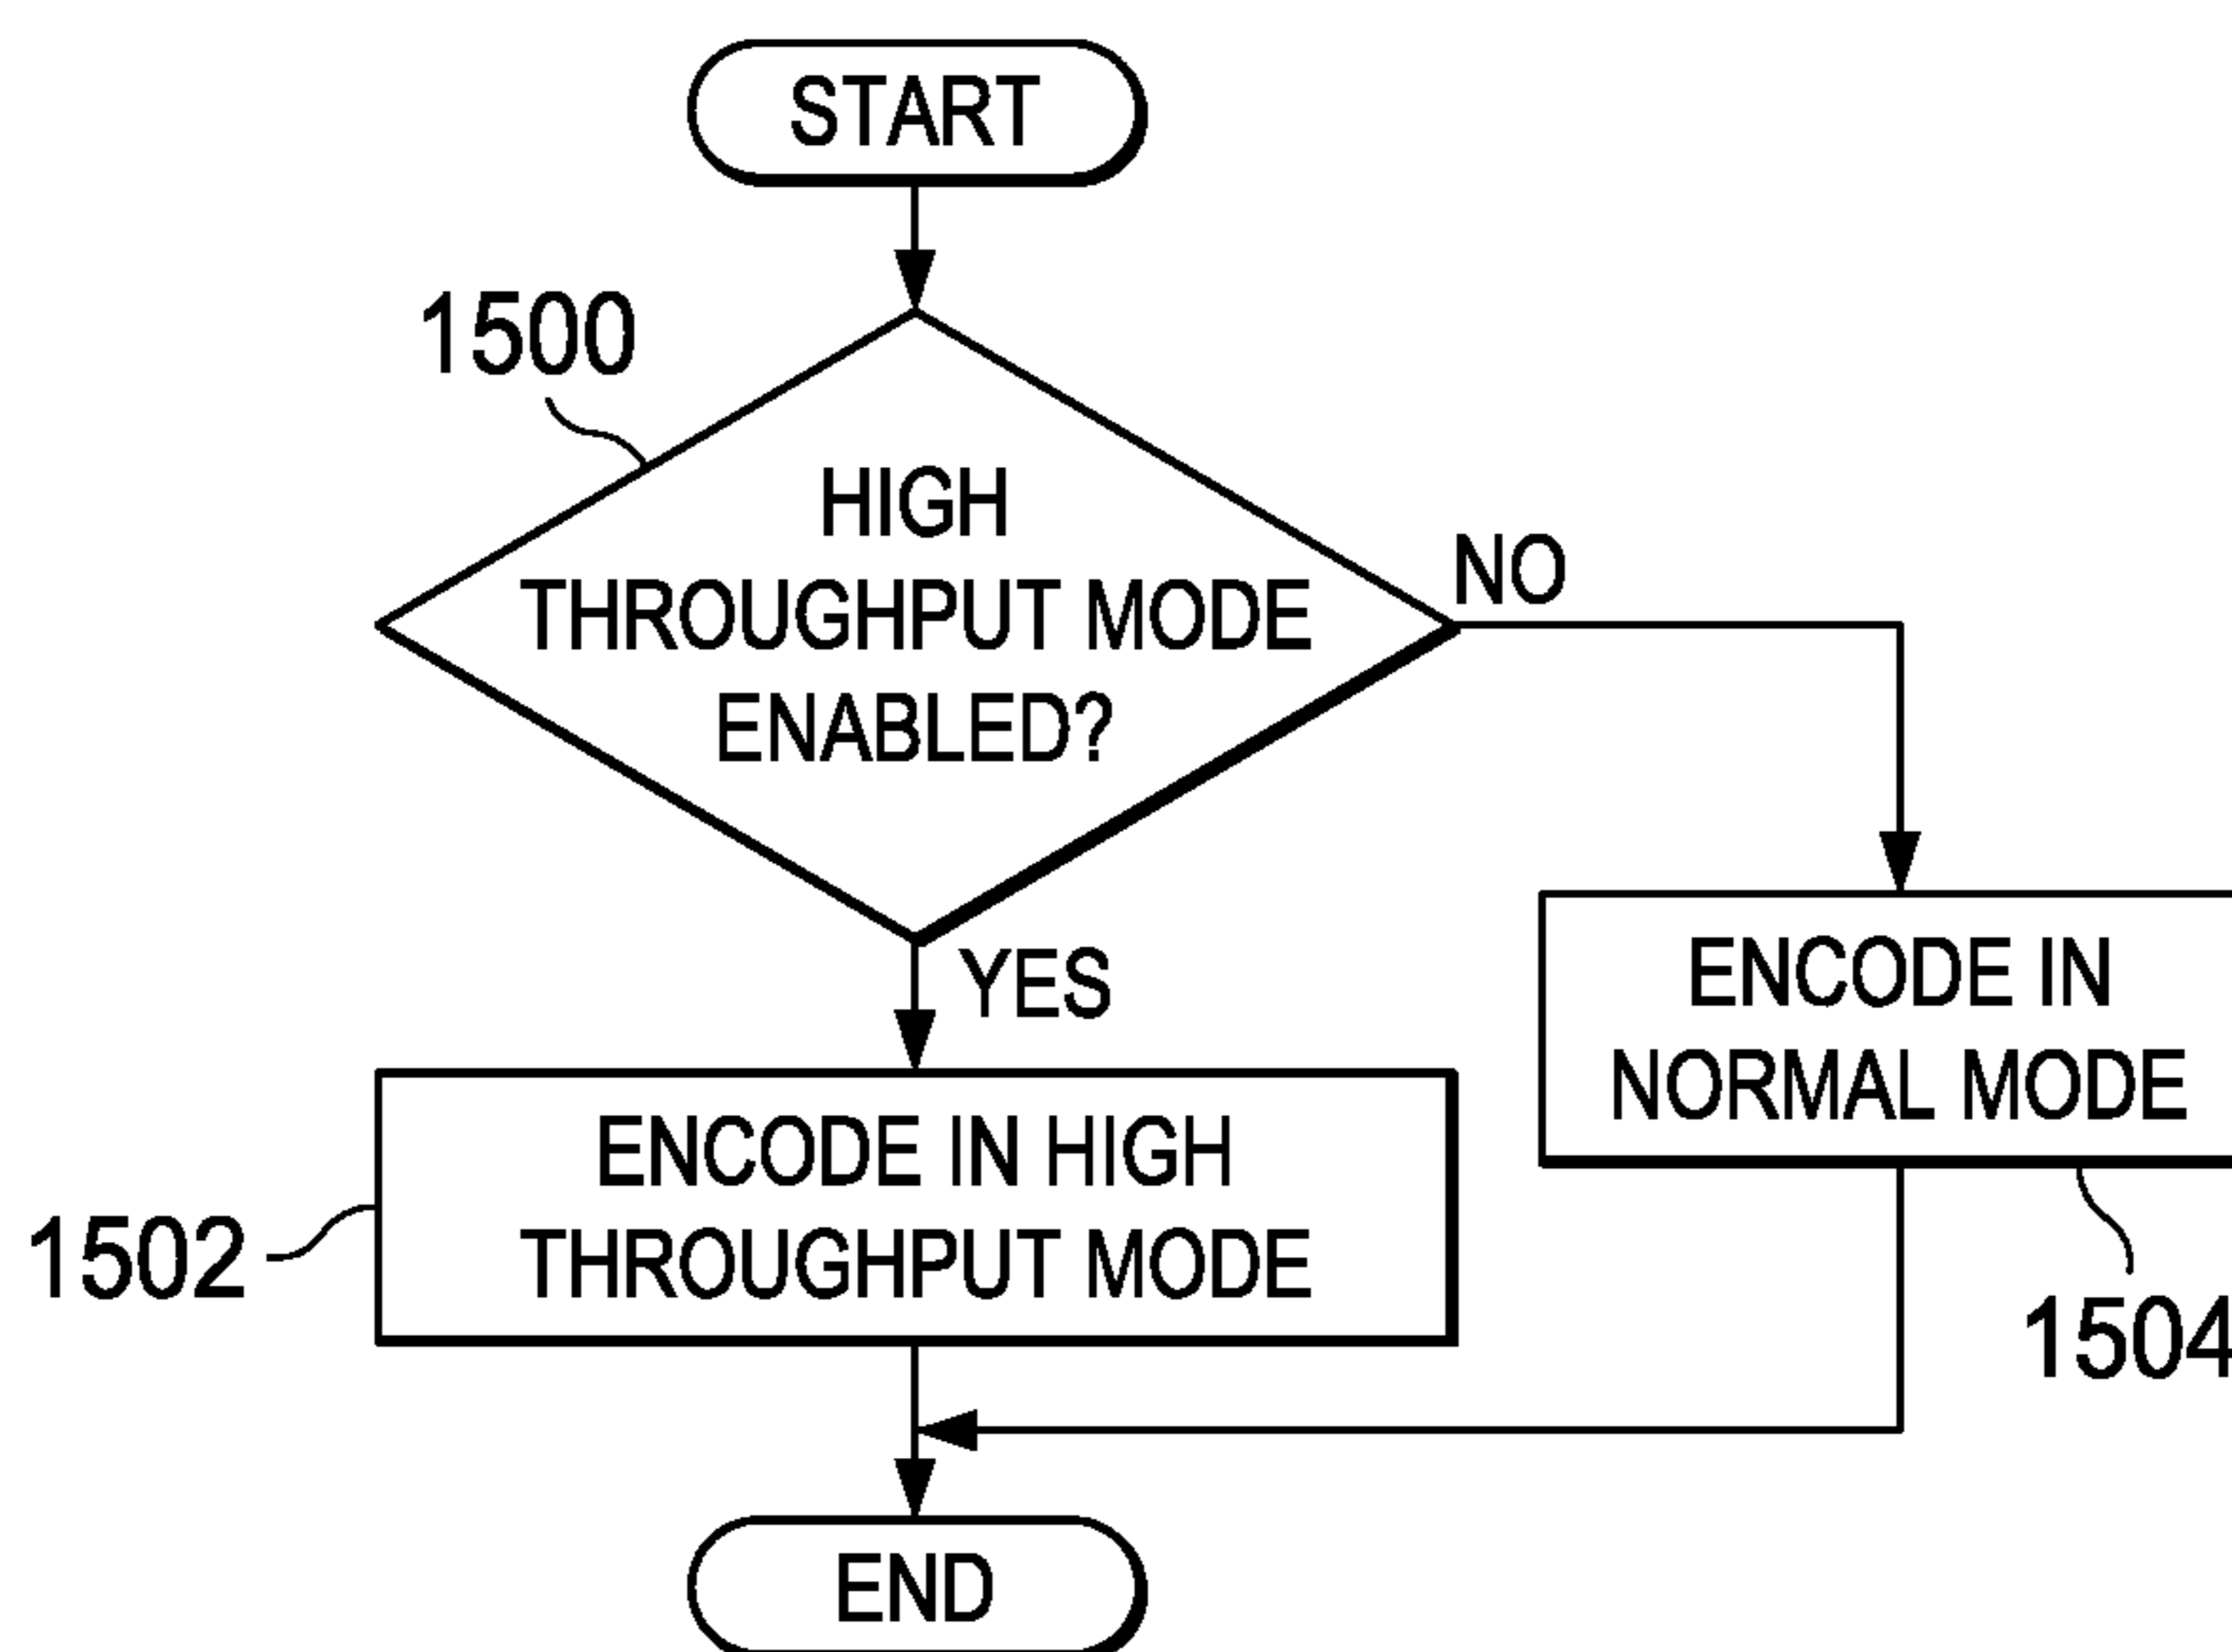 START
1500
HIGH
THROUGHPUT MODE
ENABLED?
NO
YES
ENCODE IN
NORMAL MODE
ENCODE IN HIGH
THROUGHPUT MODE
1502
1504
END